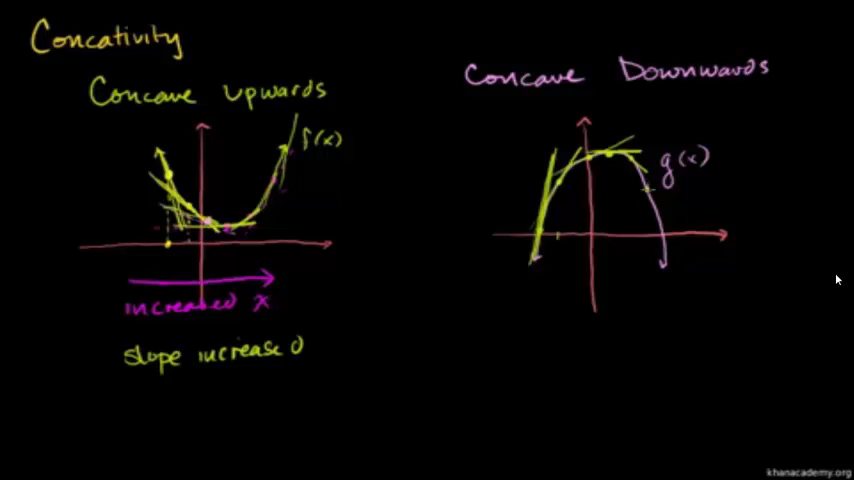 Concativity
Concave upwards
f(x)
increased x
slope increased
Concave Downwards
g(x)
khanacademy.org